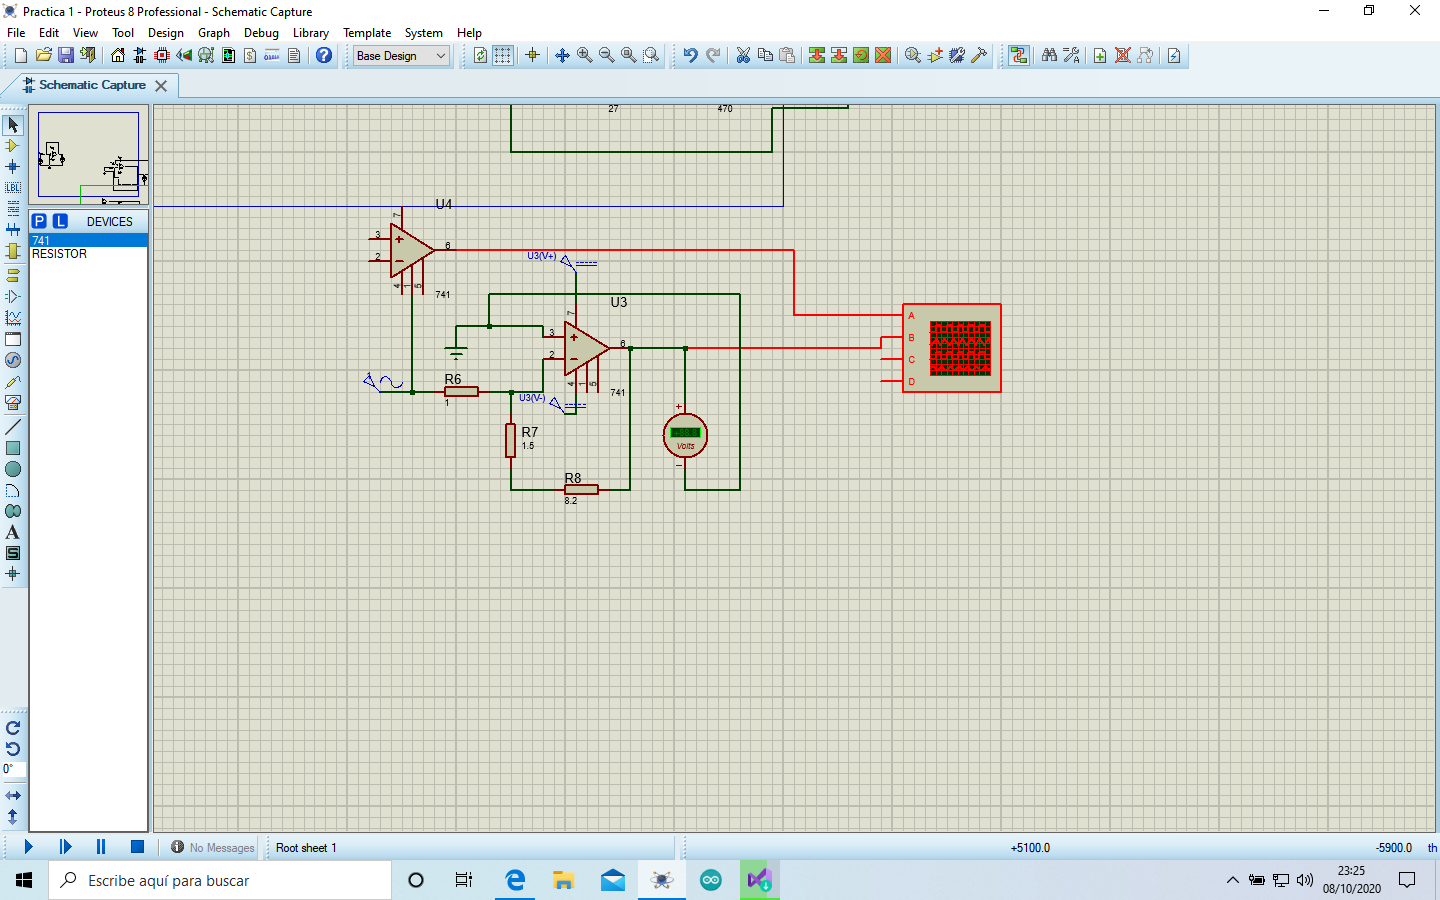 Practica 1 - Proteus 8 Professional - Schematic Capture
File Edit View Tool Design Graph Debug Library Template System Help
Base Design
Schematic Capture
P L DEVICES
741
RESISTOR
LBL
A
S
0°
27 470
U4
7
3
2
6
4 1 5
741
U3(V+)
U3
7
3
2
6
4 1 5
741
U3(V-)
R6
1
R7
1.5
R8
8.2
+
Volts
−
A
B
C
D
No Messages
Root sheet 1
+5100.0 -5900.0 th
Escribe aquí para buscar
23:25
08/10/2020